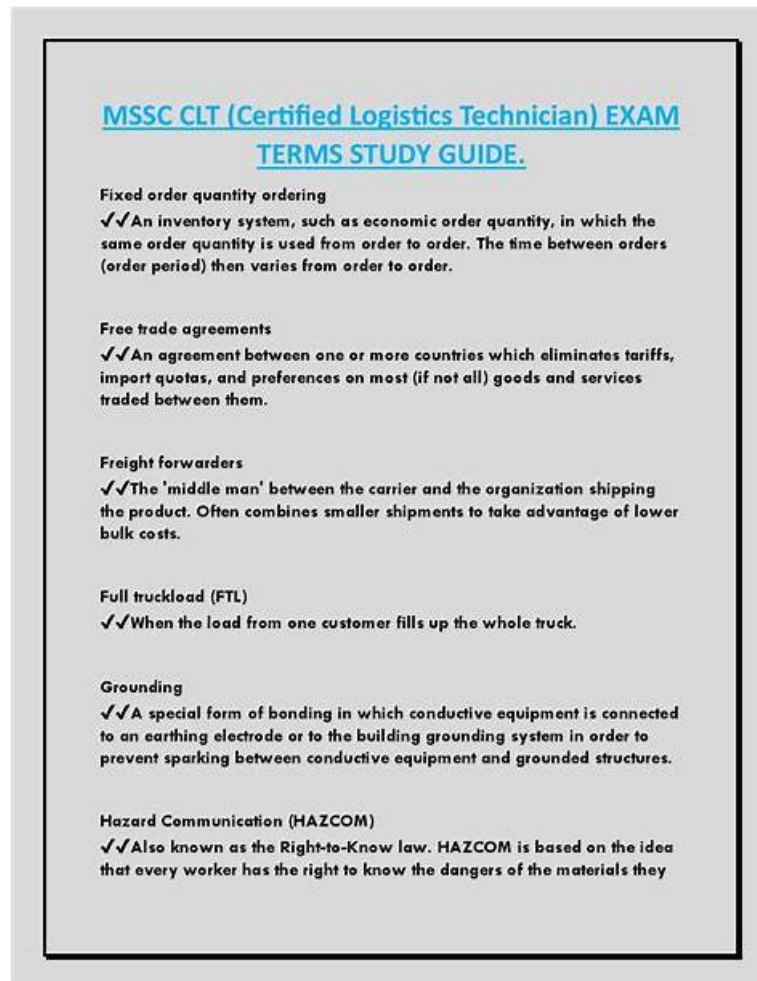 MSSC CLT (Certified Logistics Technician) EXAM
TERMS STUDY GUIDE.
Fixed order quantity ordering
✓✓An inventory system, such as economic order quantity, in which the
same order quantity is used from order to order. The time between orders
(order period) then varies from order to order.
Free trade agreements
✓✓An agreement between one or more countries which eliminates tariffs,
import quotas, and preferences on most (if not all) goods and services
traded between them.
Freight forwarders
✓✓The 'middle man' between the carrier and the organization shipping
the product. Often combines smaller shipments to take advantage of lower
bulk costs.
Full truckload (FTL)
✓✓When the load from one customer fills up the whole truck.
Grounding
✓✓A special form of bonding in which conductive equipment is connected
to an earthing electrode or to the building grounding system in order to
prevent sparking between conductive equipment and grounded structures.
Hazard Communication (HAZCOM)
✓✓Also known as the Right-to-Know law. HAZCOM is based on the idea
that every worker has the right to know the dangers of the materials they